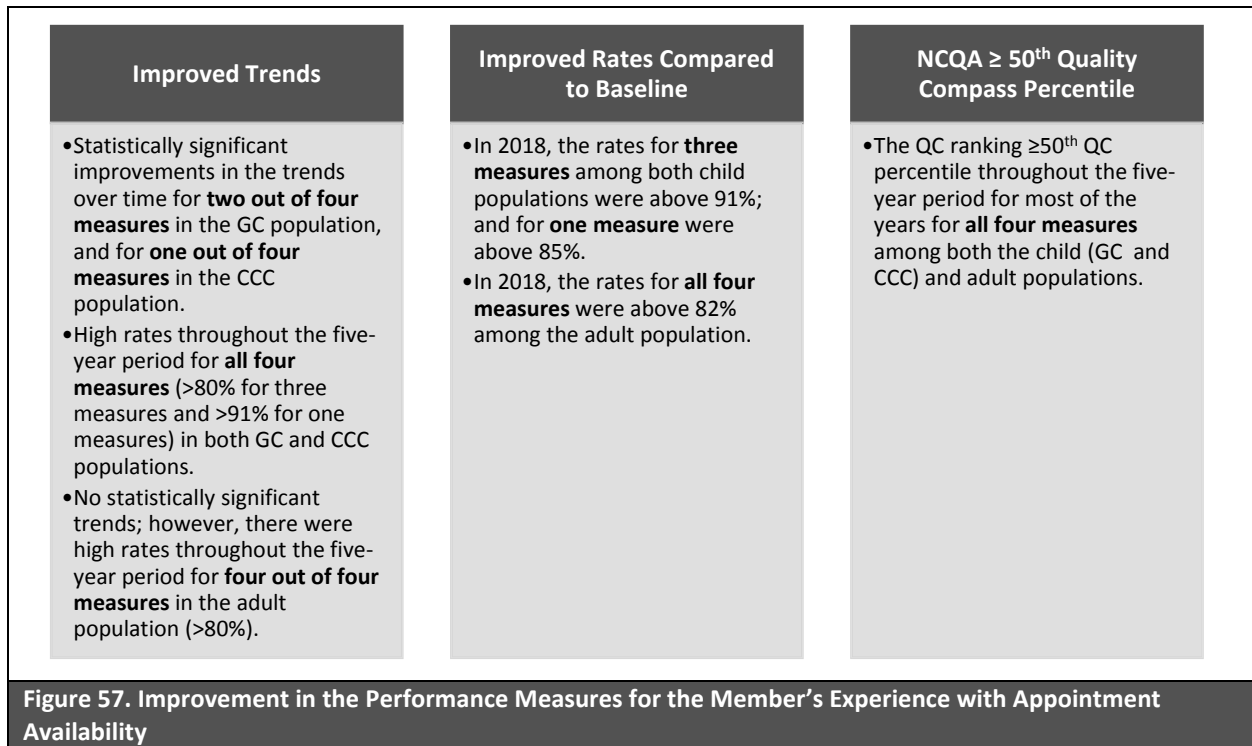 Improved Trends
•Statistically significant
improvements in the trends
over time for two out of four
measures in the GC population,
and for one out of four
measures in the CCC
population.
•High rates throughout the five-
year period for all four
measures (>80% for three
measures and >91% for one
measures) in both GC and CCC
populations.
•No statistically significant
trends; however, there were
high rates throughout the five-
year period for four out of four
measures in the adult
population (>80%).
Improved Rates Compared
to Baseline
•In 2018, the rates for three
measures among both child
populations were above 91%;
and for one measure were
above 85%.
•In 2018, the rates for all four
measures were above 82%
among the adult population.
NCQA ≥ 50th Quality
Compass Percentile
•The QC ranking ≥50th QC
percentile throughout the five-
year period for most of the
years for all four measures
among both the child (GC and
CCC) and adult populations.
Figure 57. Improvement in the Performance Measures for the Member’s Experience with Appointment
Availability